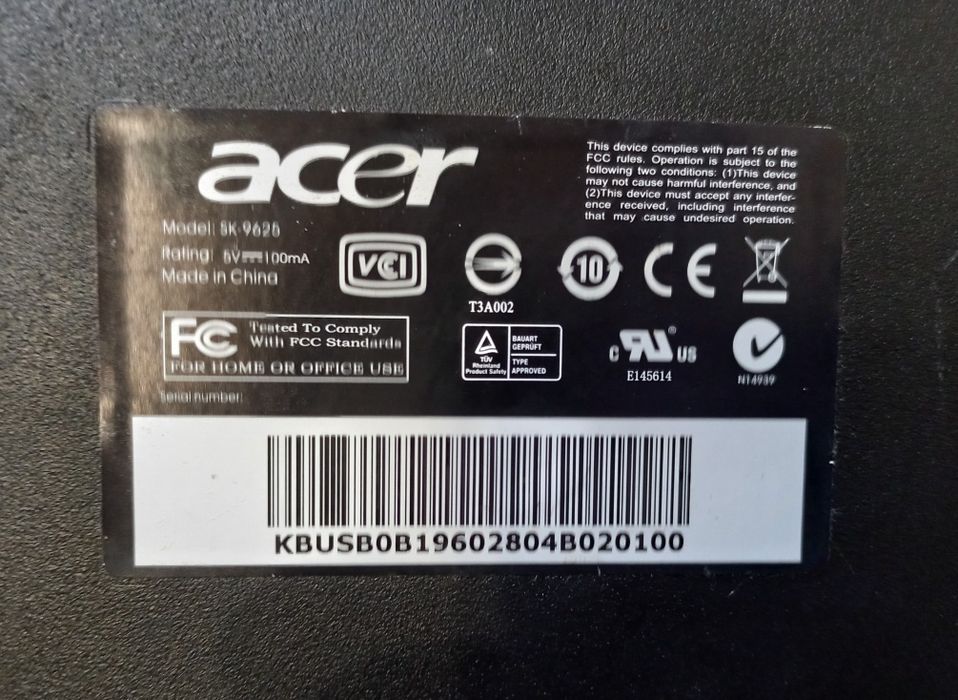 acer
Model: SK-9625
Rating: 5V⎓100mA
Made in China
This device complies with part 15 of the
FCC rules. Operation is subject to the
following two conditions: (1)This device
may not cause harmful interference, and
(2)This device must accept any interfer-
ence received, including interference
that may cause undesired operation.
VCI
T3A002
10
CE
FC
Tested To Comply
With FCC Standards
FOR HOME OR OFFICE USE
TÜV
Rheinland
Product Safety
BAUART
GEPRÜFT
TYPE
APPROVED
c RU® US
E145614
N14939
Serial number:
KBUSB0B19602804B020100